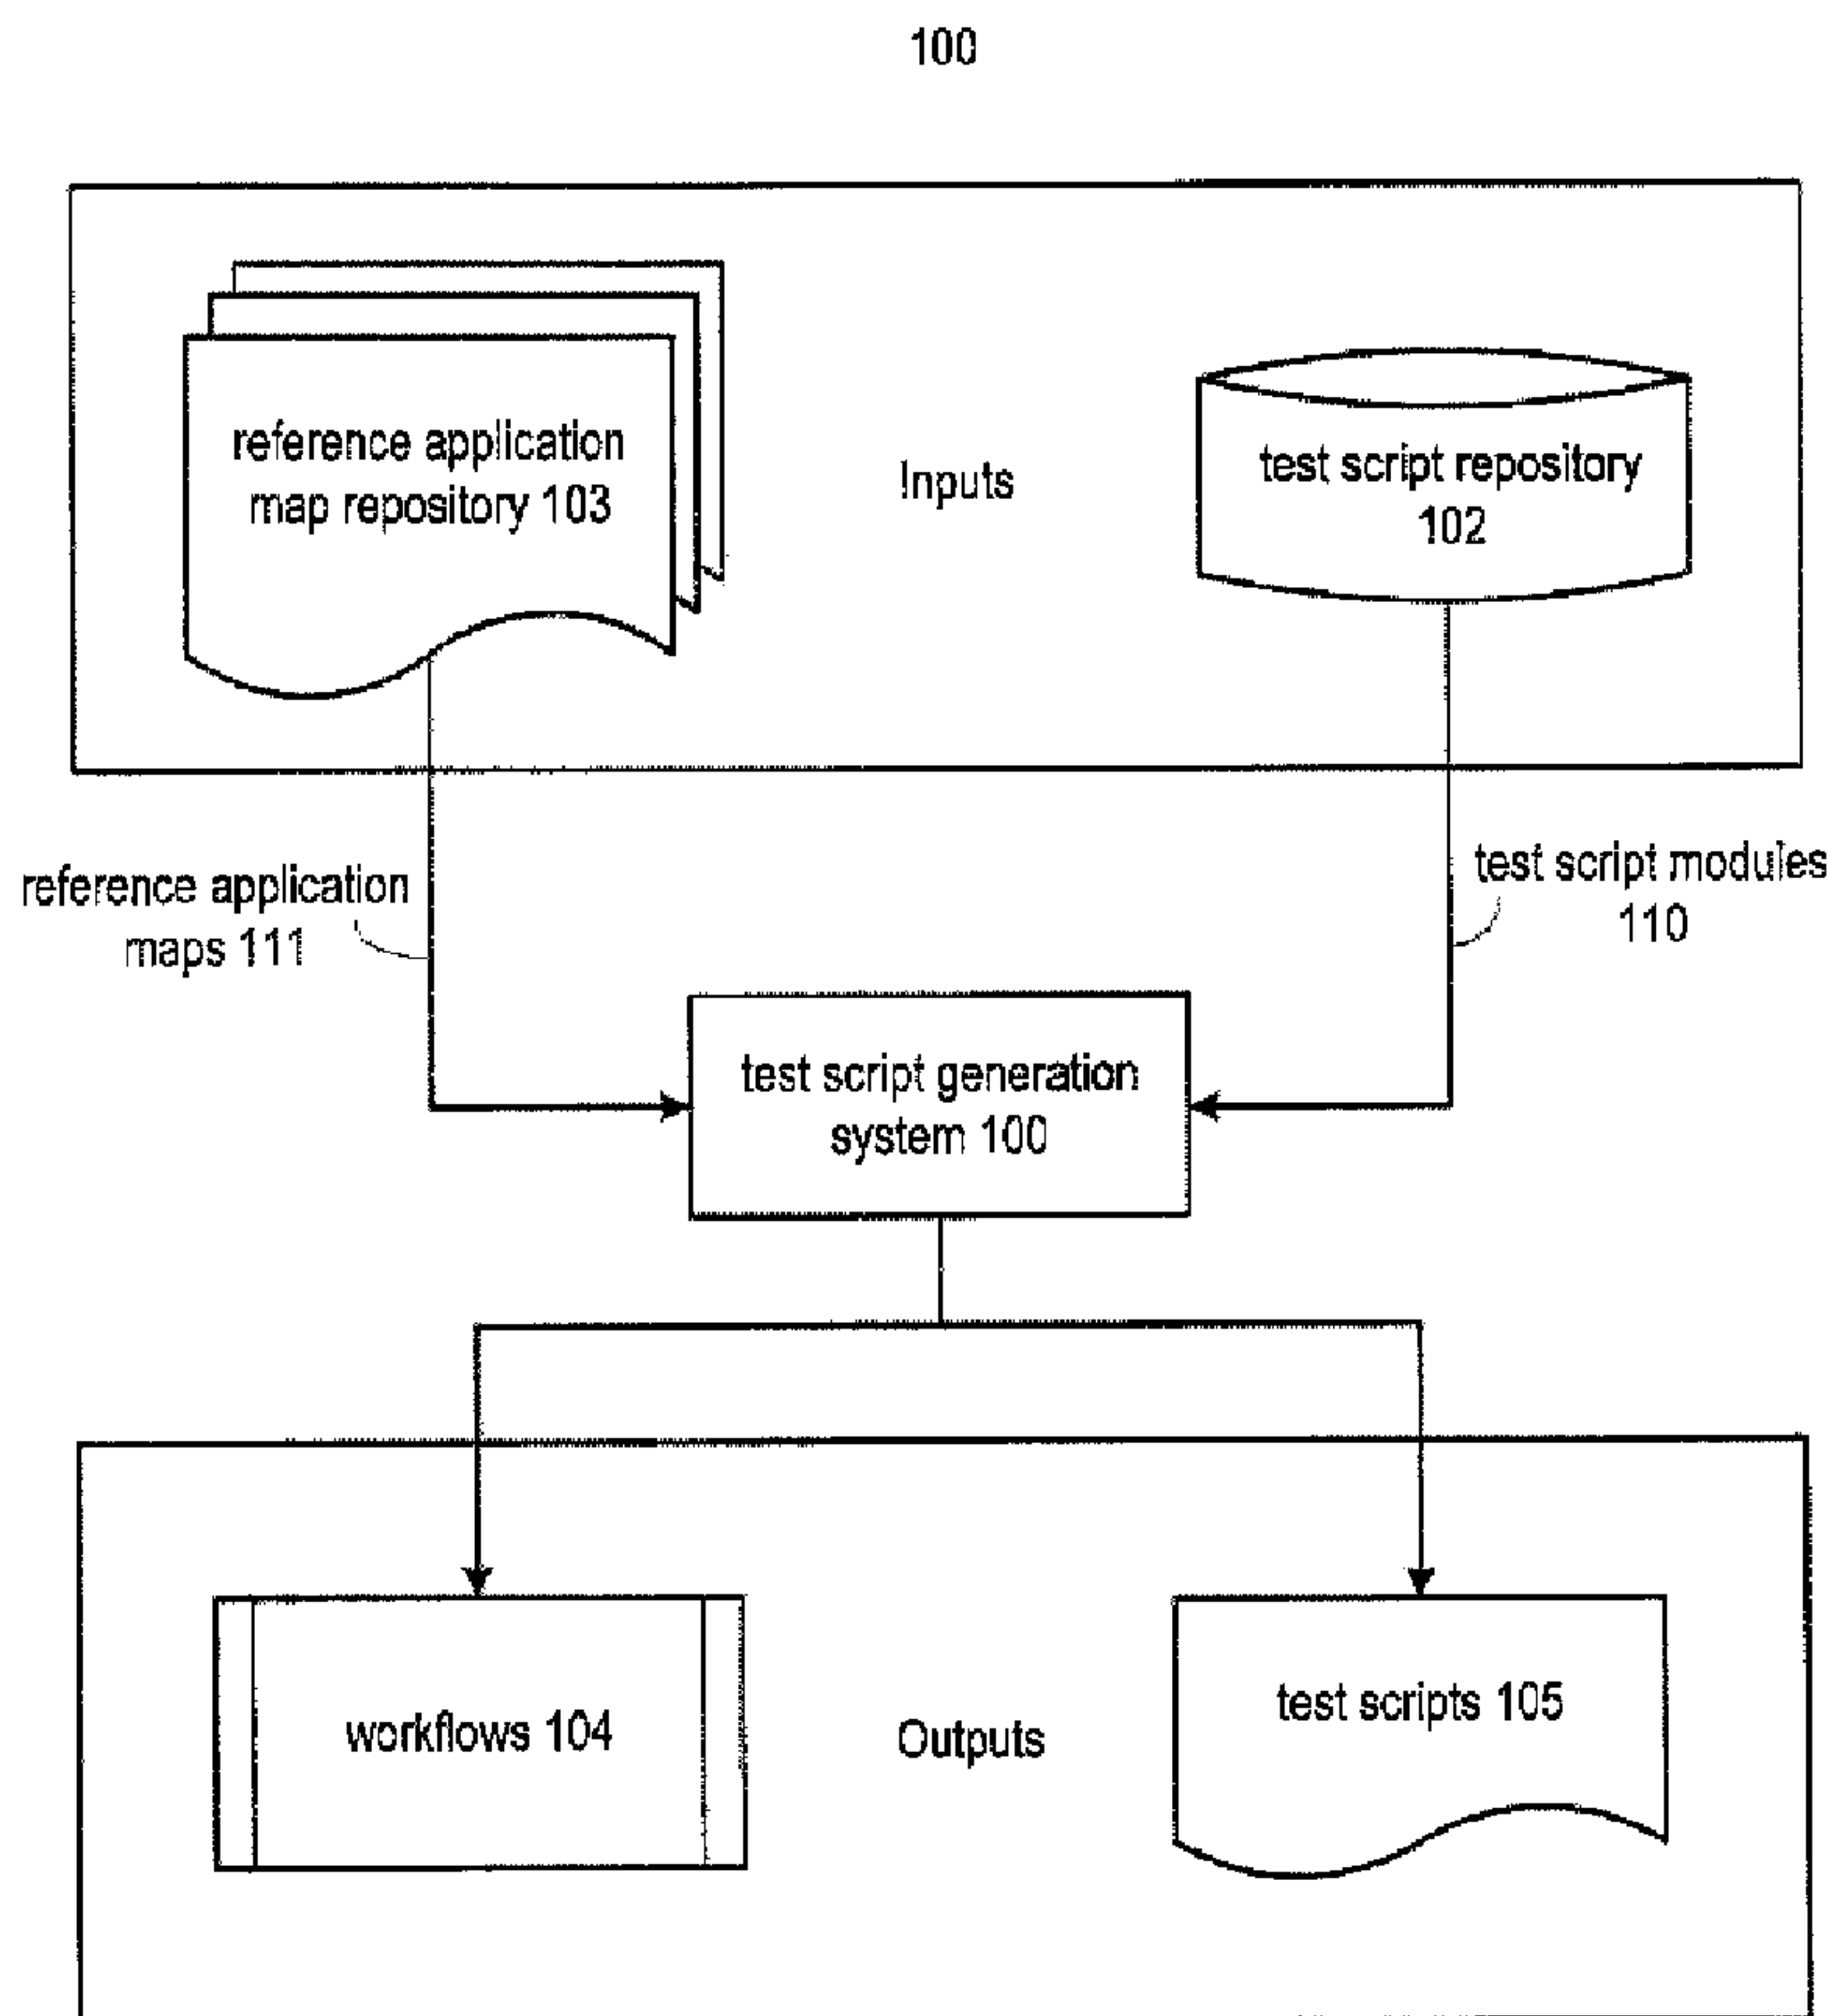 100
reference application
map repository 103
Inputs
test script repository
102
reference application
maps 111
test script modules
110
test script generation
system 100
workflows 104
Outputs
test scripts 105